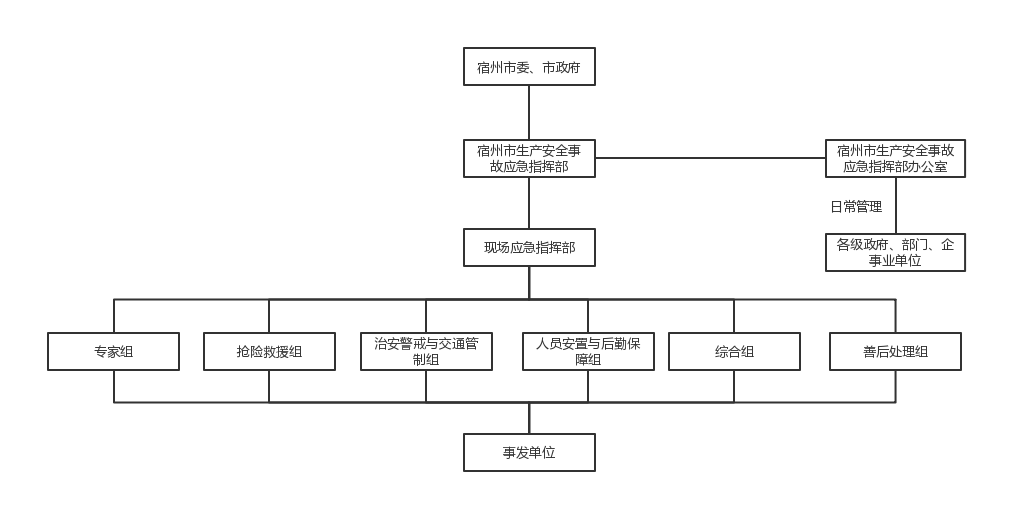 宿州市委、市政府
宿州市生产安全事
故应急指挥部
宿州市生产安全事故
应急指挥部办公室
日常管理
现场应急指挥部
各级政府、部门、企
事业单位
专家组
抢险救援组
治安警戒与交通管
制组
人员安置与后勤保
障组
综合组
善后处理组
事发单位